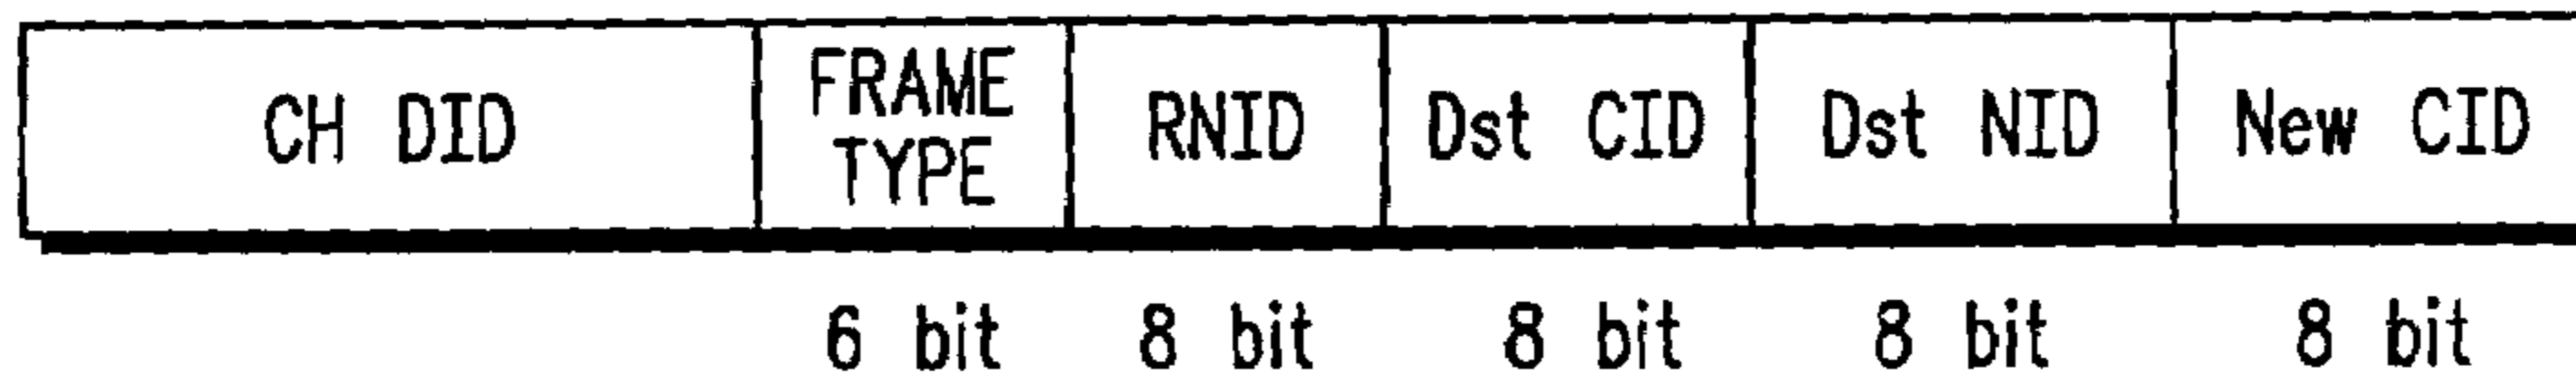 CH DID
FRAME
TYPE
RNID
Dst CID
Dst NID
New CID
6 bit
8 bit
8 bit
8 bit
8 bit